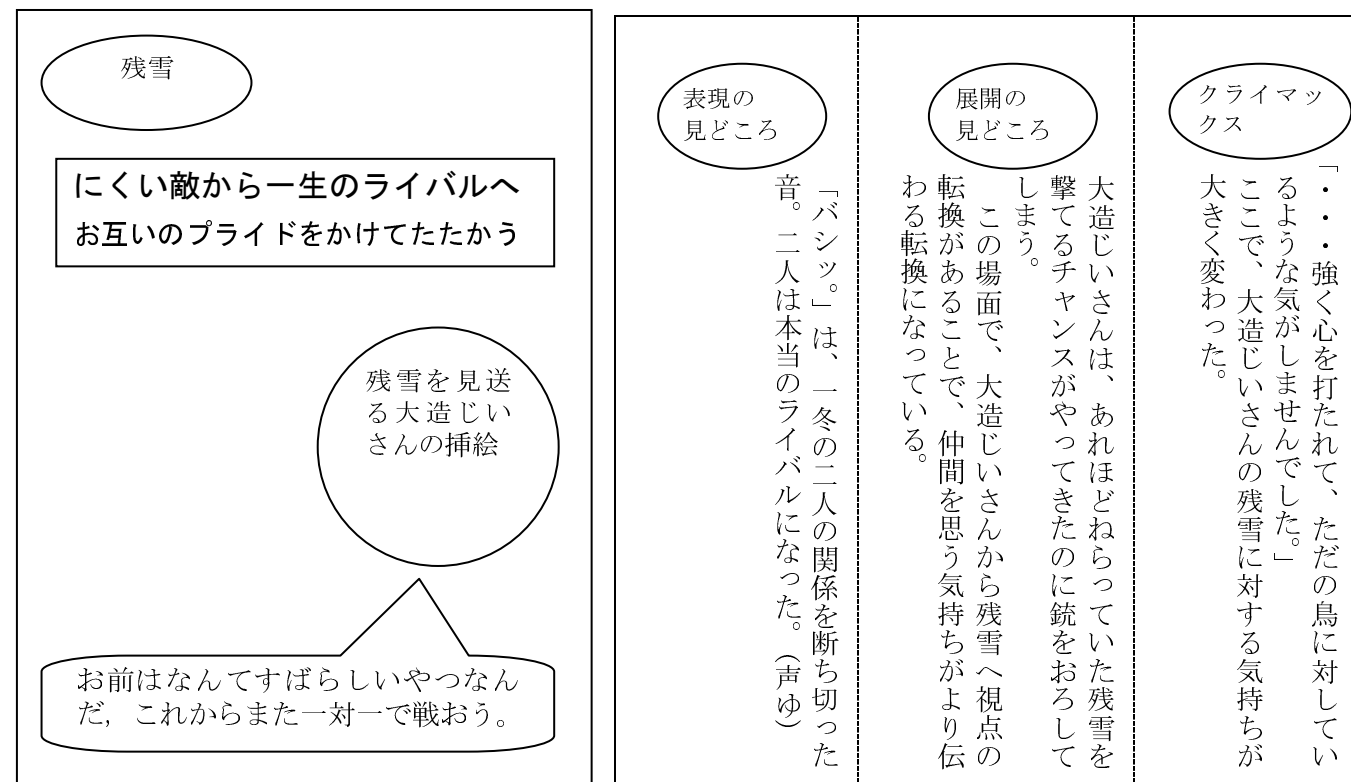 残雪
にくい敵から一生のライバルへ
お互いのプライドをかけてたたかう
残雪を見送
る大造じい
さんの挿絵
お前はなんてすばらしいやつなん
だ，これからまた一対一で戦おう。
クライマッ
クス
「・・・強く心を打たれて、ただの鳥に対してい
るような気がしませんでした。」
ここで、大造じいさんの残雪に対する気持ちが
大きく変わった。
展開の
見どころ
大造じいさんは、あれほどねらっていた残雪を
撃てるチャンスがやってきたのに銃をおろして
しまう。
この場面で、大造じいさんから残雪へ視点の
転換があることで、仲間を思う気持ちがより伝
わる転換になっている。
表現の
見どころ
「バシッ。」は、一冬の二人の関係を断ち切った
音。二人は本当のライバルになった。（声ゆ）